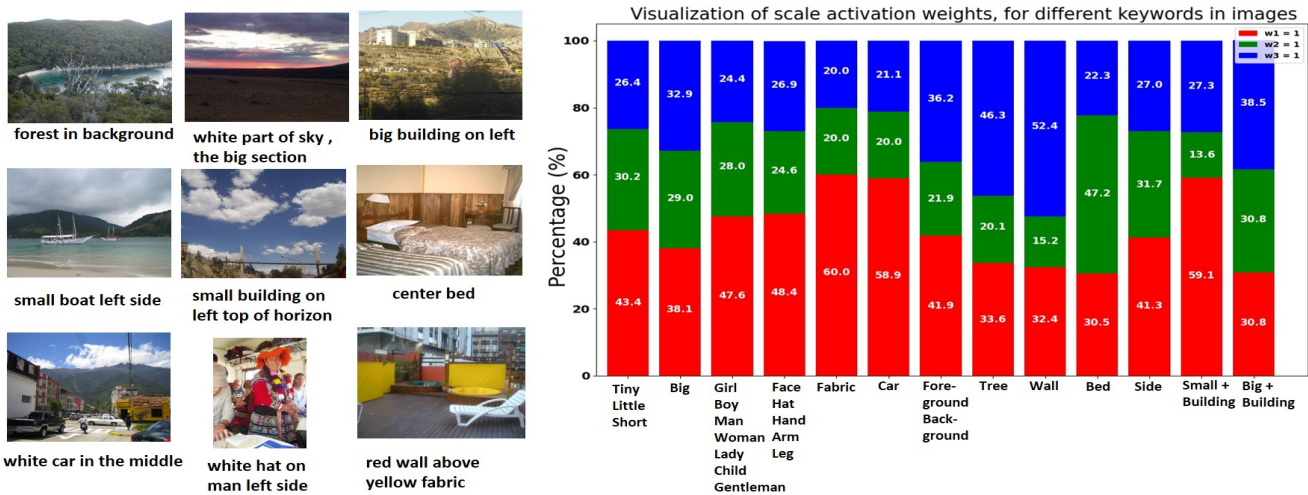 forest in background
white part of sky ,
the big section
big building on left
small boat left side
small building on
left top of horizon
center bed
white car in the middle
white hat on
man left side
red wall above
yellow fabric
Visualization of scale activation weights, for different keywords in images
w1 = 1
w2 = 1
w3 = 1
Percentage (%)
100
80
60
40
20
0
26.4
30.2
43.4
32.9
29.0
38.1
24.4
28.0
47.6
26.9
24.6
48.4
20.0
20.0
60.0
21.1
20.0
58.9
36.2
21.9
41.9
46.3
20.1
33.6
52.4
15.2
32.4
22.3
47.2
30.5
27.0
31.7
41.3
27.3
13.6
59.1
38.5
30.8
30.8
Tiny
Little
Short
Big
Girl
Boy
Man
Woman
Lady
Child
Gentleman
Face
Hat
Hand
Arm
Leg
Fabric
Car
Fore-
ground
Back-
ground
Tree
Wall
Bed
Side
Small +
Building
Big +
Building